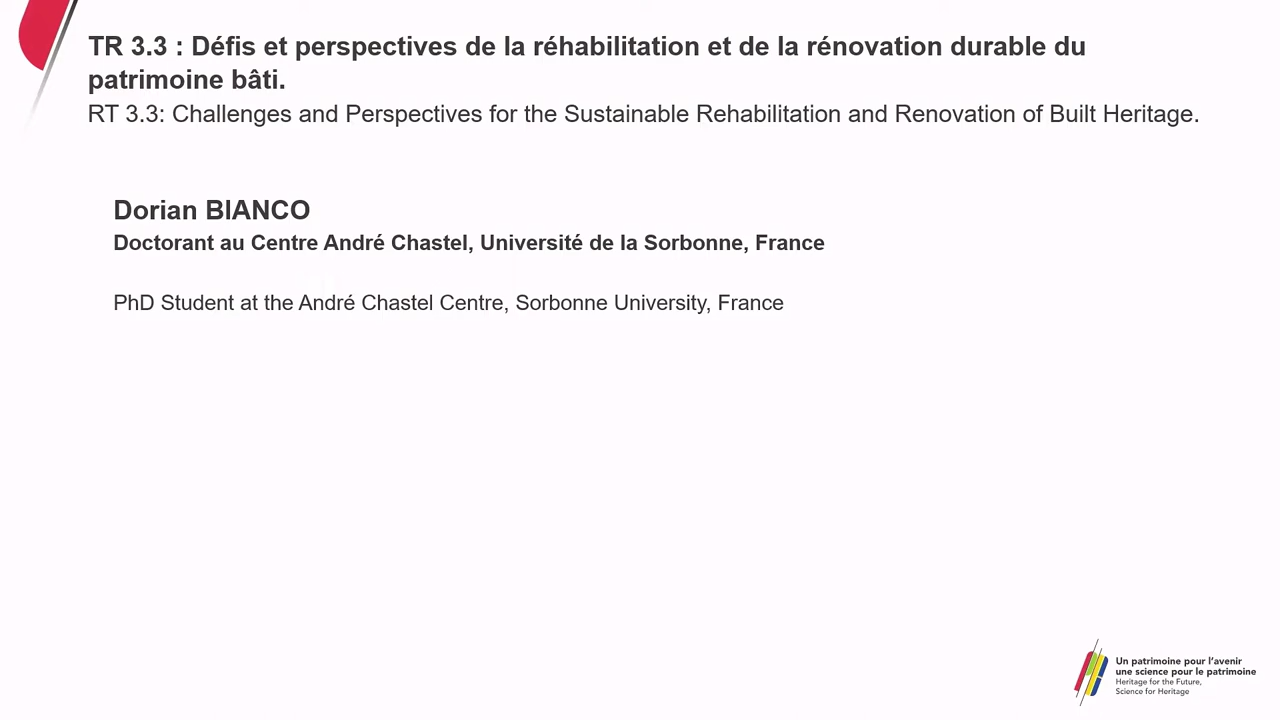 TR 3.3 : Défis et perspectives de la réhabilitation et de la rénovation durable du
patrimoine bâti.
RT 3.3: Challenges and Perspectives for the Sustainable Rehabilitation and Renovation of Built Heritage.
Dorian BIANCO
Doctorant au Centre André Chastel, Université de la Sorbonne, France
PhD Student at the André Chastel Centre, Sorbonne University, France
Un patrimoine pour l'avenir
une science pour le patrimoine
Heritage for the Future,
Science for Heritage